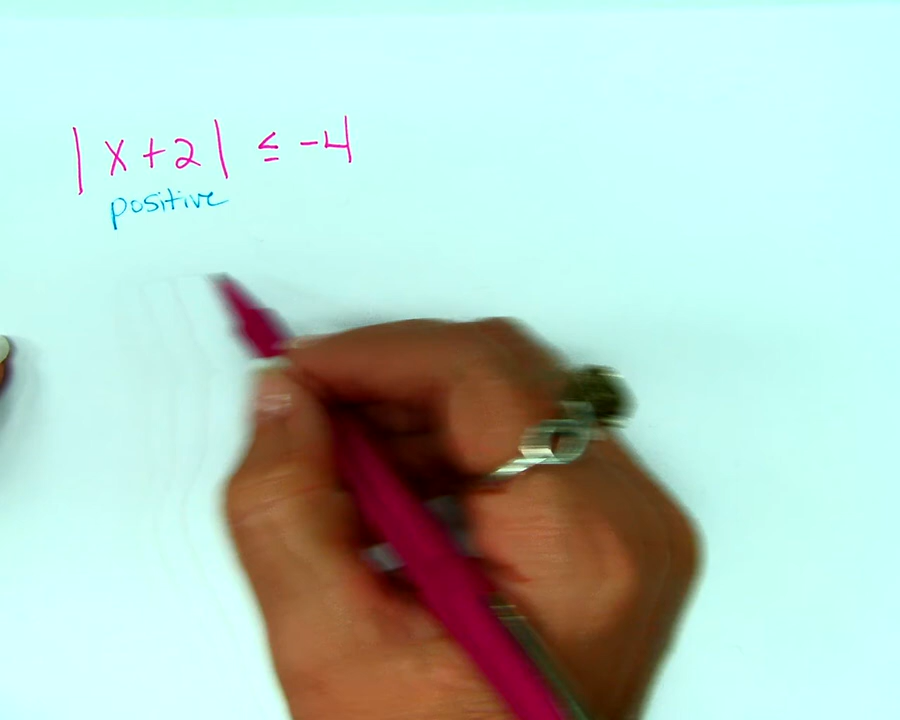 |x+2| ≤ -4
positive